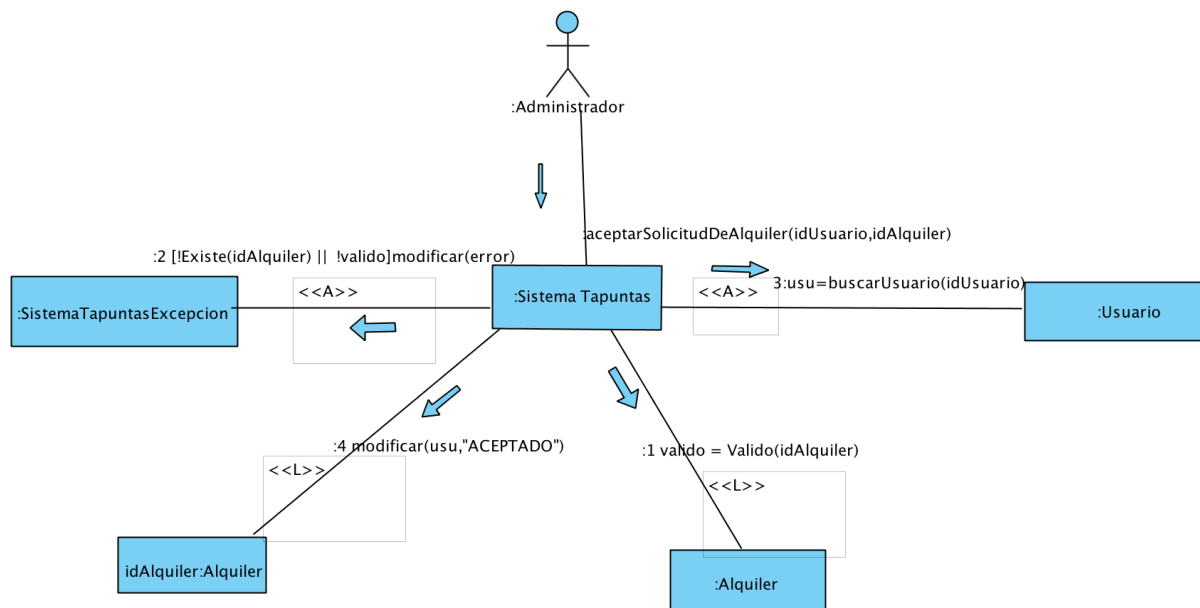 :Administrador
:aceptarSolicitudDeAlquiler(idUsuario,idAlquiler)
:2 [!Existe(idAlquiler) ||  !valido]modificar(error)
<<A>>
:SistemaTapuntasExcepcion
:Sistema Tapuntas
<<A>>
3:usu=buscarUsuario(idUsuario)
:Usuario
:4 modificar(usu,"ACEPTADO")
<<L>>
idAlquiler:Alquiler
:1 valido = Valido(idAlquiler)
<<L>>
:Alquiler